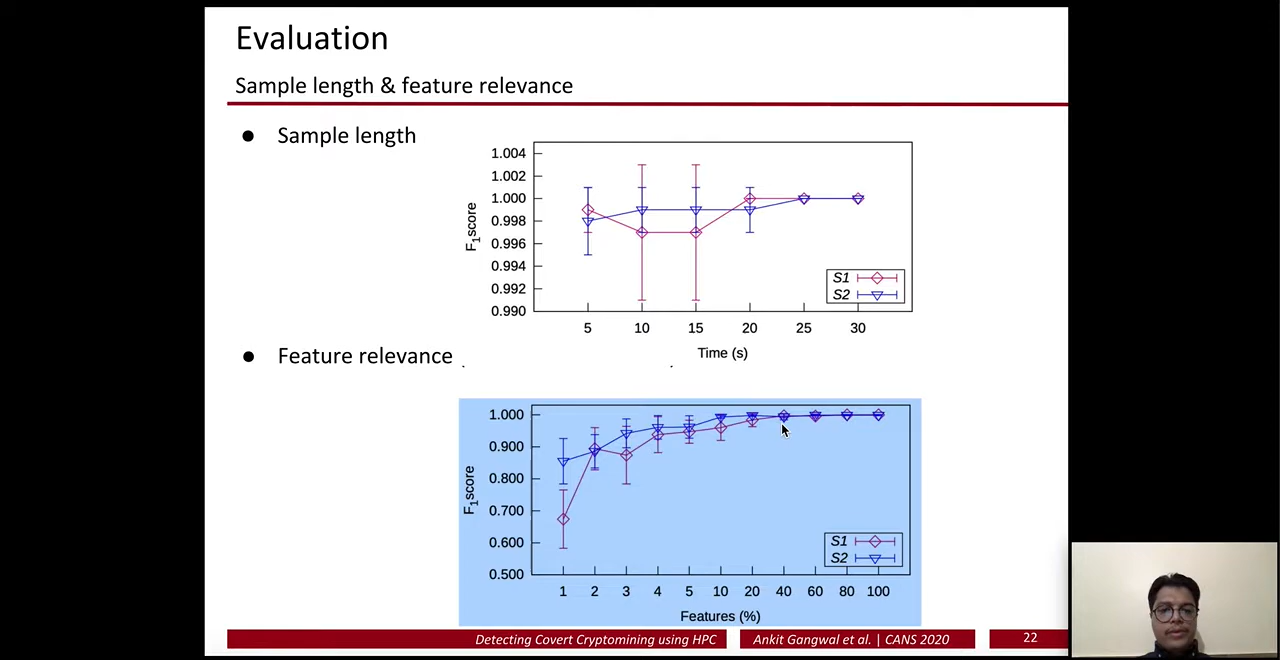 Evaluation
Sample length & feature relevance
● Sample length
1.004
1.002
1.000
0.998
0.996
0.994
0.992
0.990
F1score
S1
S2
5 10 15 20 25 30
Time (s)
● Feature relevance
1.000
0.900
0.800
0.700
0.600
0.500
F1score
S1
S2
1 2 3 4 5 10 20 40 60 80 100
Features (%)
Detecting Covert Cryptomining using HPC
Ankit Gangwal et al. | CANS 2020
22